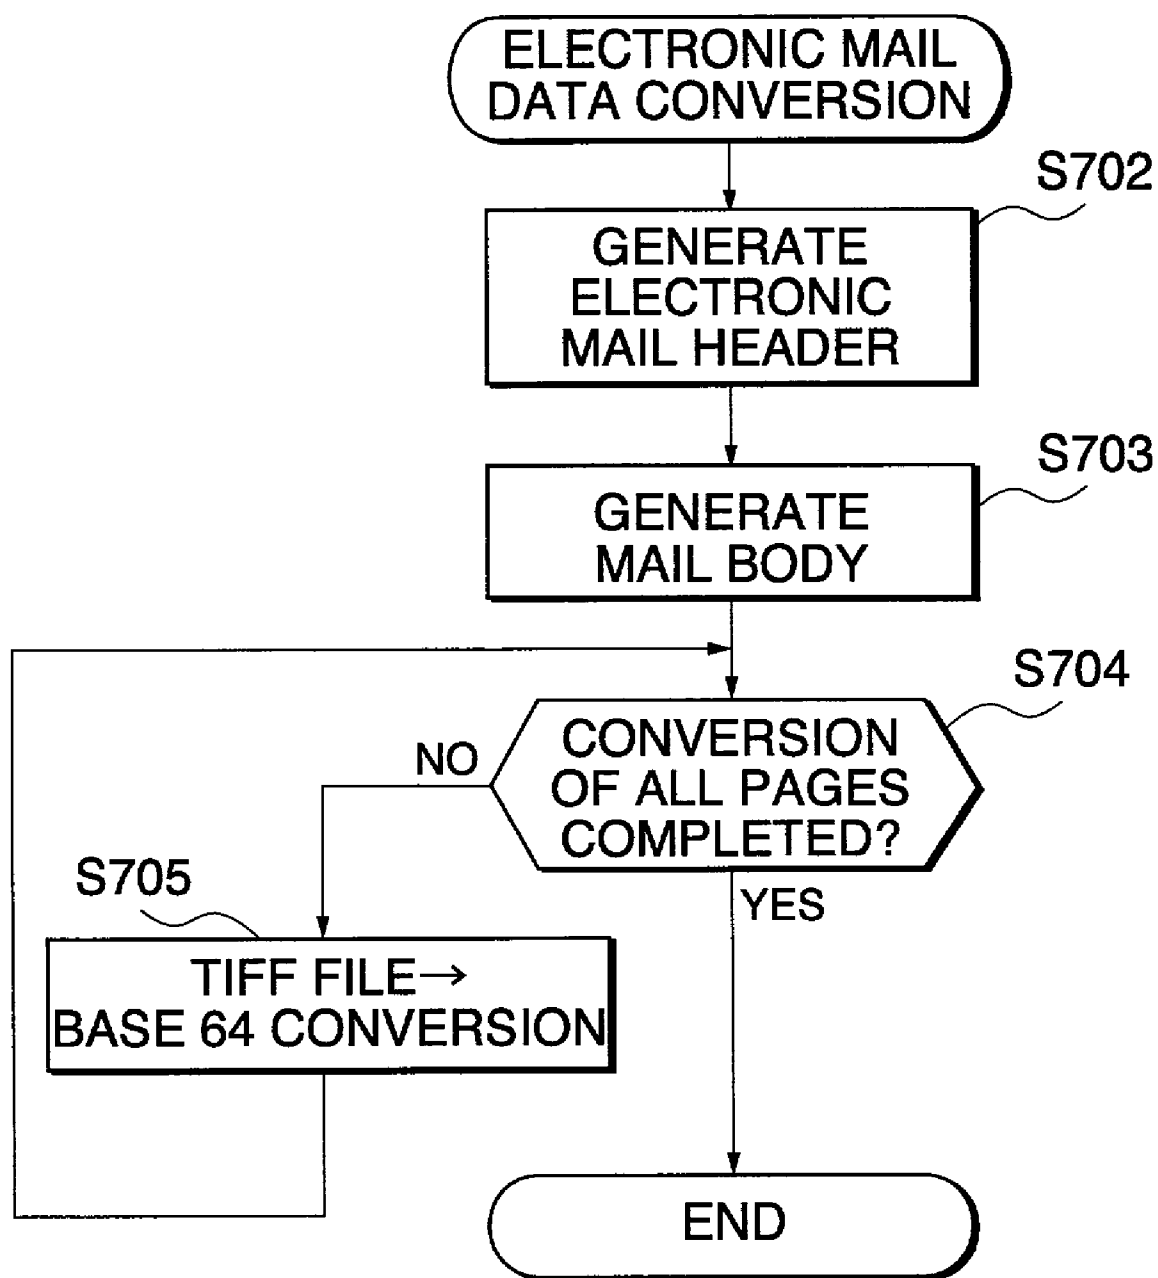 ELECTRONIC MAIL
DATA CONVERSION
S702
GENERATE
ELECTRONIC
MAIL HEADER
S703
GENERATE
MAIL BODY
S704
CONVERSION
OF ALL PAGES
COMPLETED?
NO
YES
S705
TIFF FILE→
BASE 64 CONVERSION
END